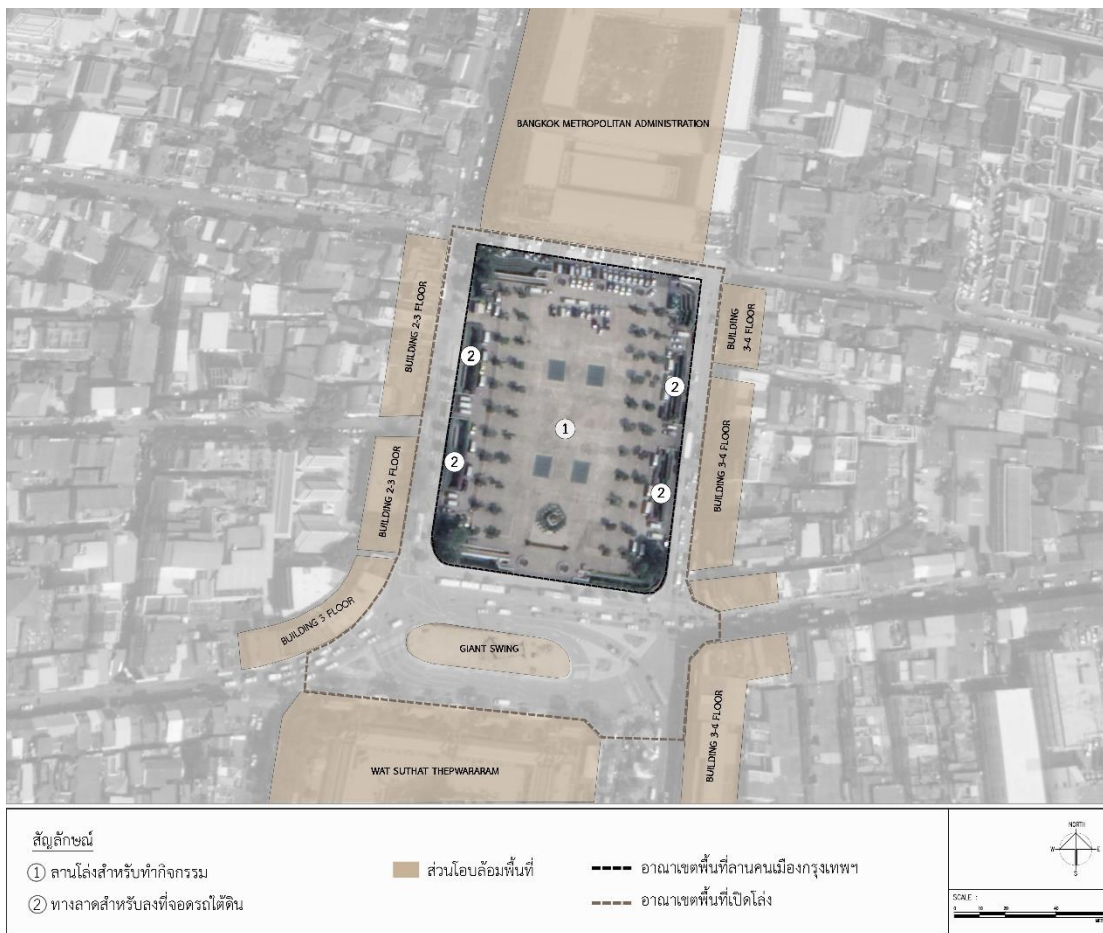 BANGKOK METROPOLITAN ADMINISTRATION
BUILDING 2-3 FLOOR
BUILDING
3-4 FLOOR
2
2
1
BUILDING 2-3 FLOOR
2
2
BUILDING 3-4 FLOOR
BUILDING 3 FLOOR
GIANT SWING
BUILDING 3-4 FLOOR
WAT SUTHAT THEPWARARAM
สัญลักษณ์
1 ลานโล่งสำหรับทำกิจกรรม
2 ทางลาดสำหรับลงที่จอดรถใต้ดิน
ส่วนโอบล้อมพื้นที่
อาณาเขตพื้นที่ลานคนเมืองกรุงเทพฯ
อาณาเขตพื้นที่เปิดโล่ง
NORTH
W
E
S
SCALE :
0 10 20 40